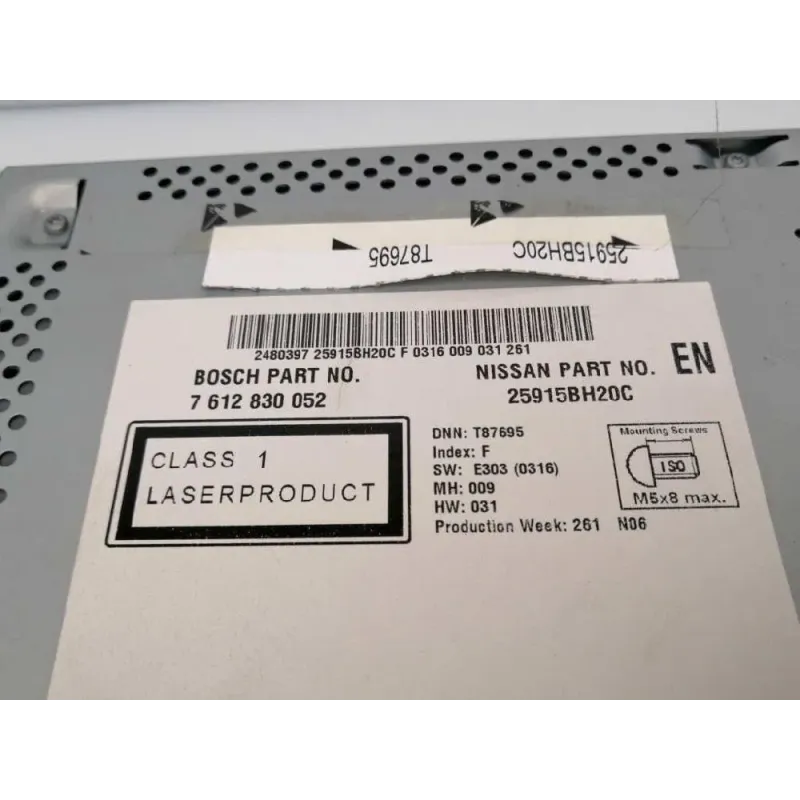 T87695 25915BH20C
2480397 25915BH20C F 0316 009 031 261
BOSCH PART NO.
7 612 830 052
NISSAN PART NO.
25915BH20C
EN
CLASS 1
LASERPRODUCT
DNN: T87695
Index: F
SW: E303 (0316)
MH: 009
HW: 031
Production Week: 261 N06
Mounting Screws
ISO
M5x8 max.